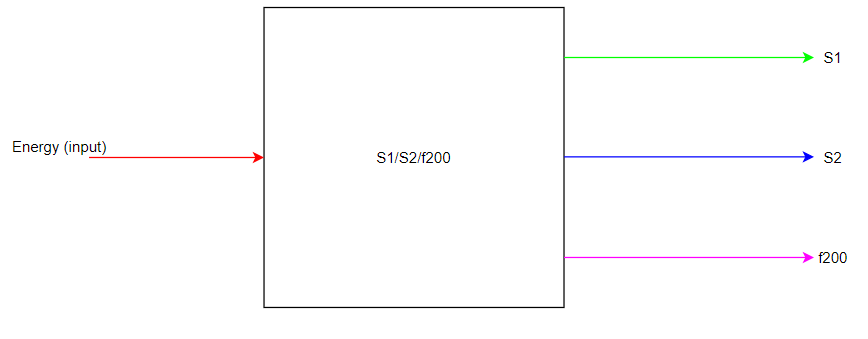 S1
Energy (input)
S1/S2/f200
S2
f200